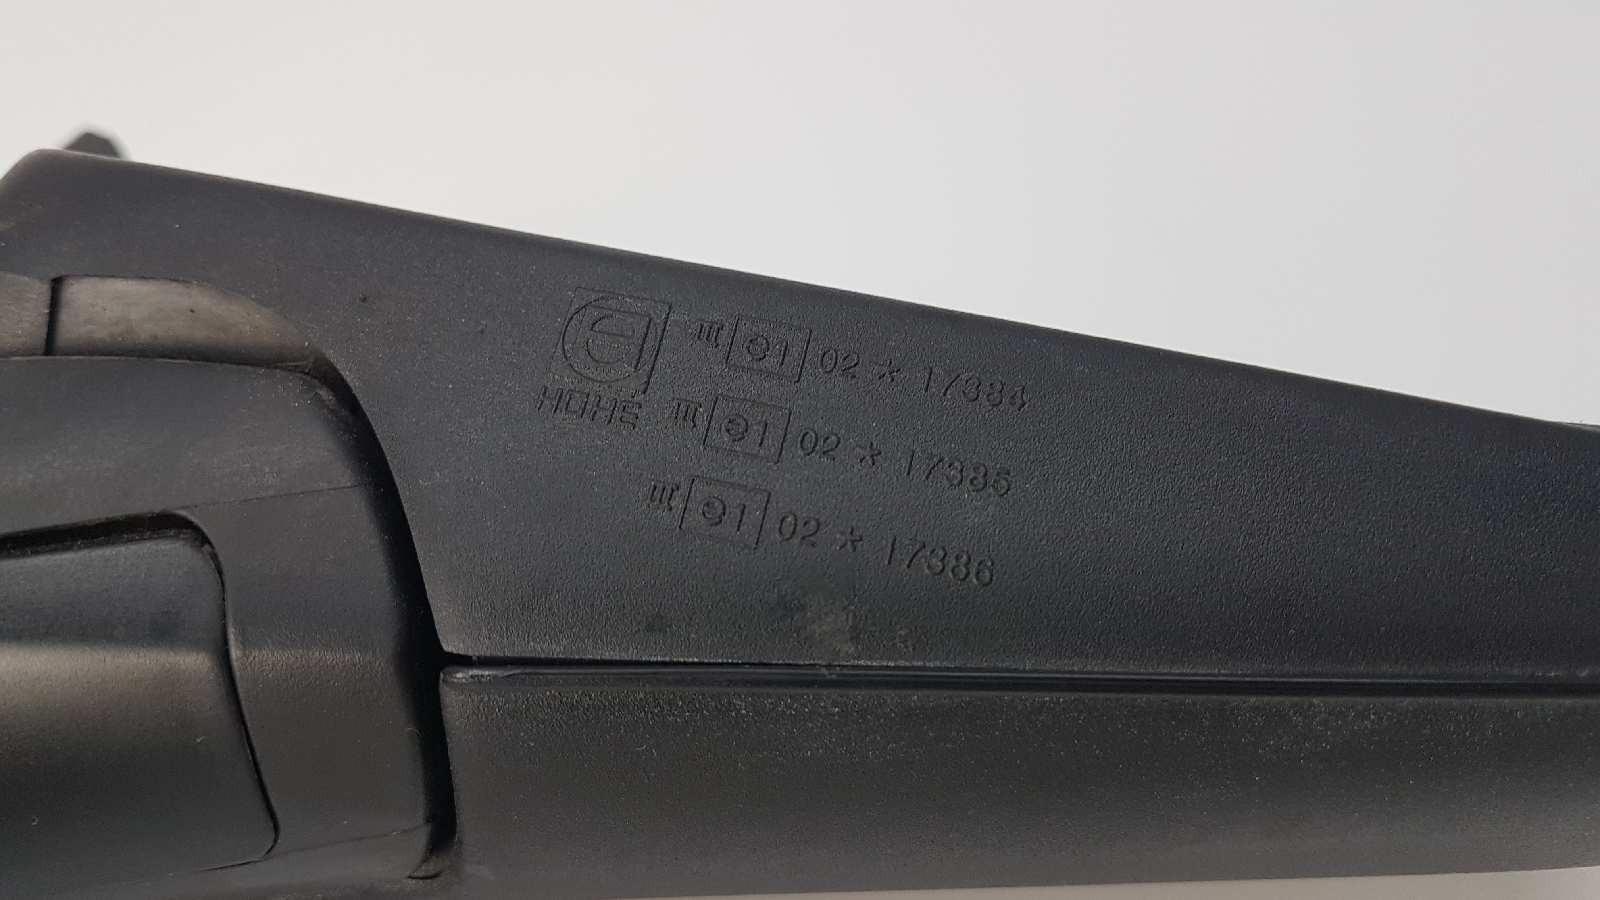 III e1 02 * 17384
HOHE III e1 02 * 17385
III e1 02 * 17386